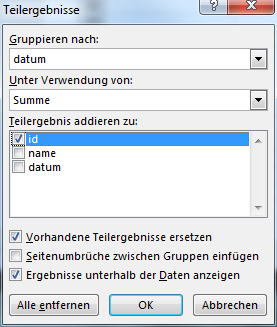 Teilergebnisse
Gruppieren nach:
datum
Unter Verwendung von:
Summe
Teilergebnis addieren zu:
id
name
datum
Vorhandene Teilergebnisse ersetzen
Seitenumbrüche zwischen Gruppen einfügen
Ergebnisse unterhalb der Daten anzeigen
Alle entfernen OK Abbrechen